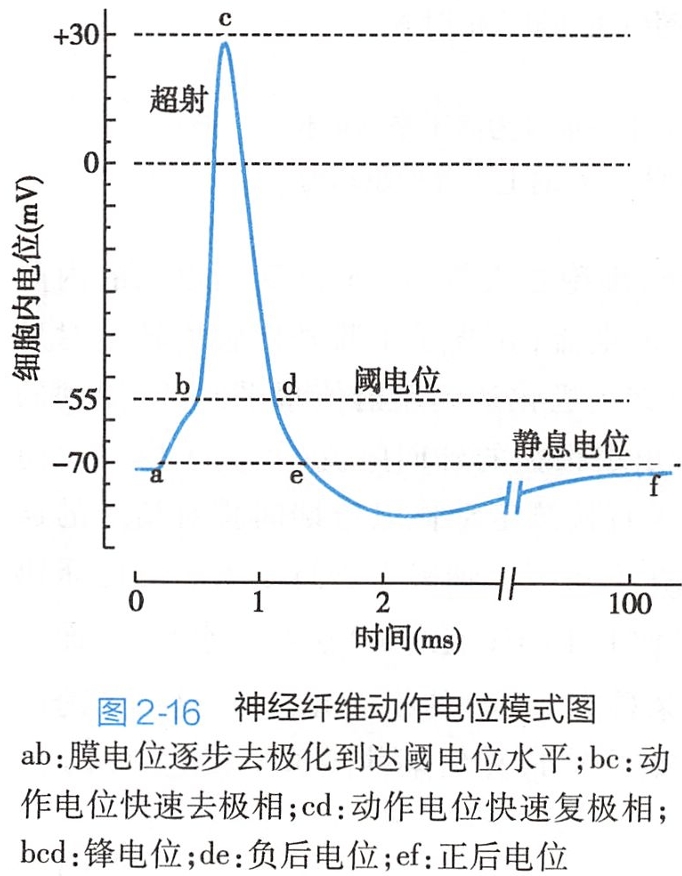 c
+30
超射
0
细胞内电位(mV)
b
d
阈电位
-55
静息电位
-70
a
e
f
0
1
2
100
时间(ms)
图 2-16 神经纤维动作电位模式图
ab:膜电位逐步去极化到达阈电位水平;bc:动
作电位快速去极相;cd:动作电位快速复极相;
bcd:锋电位;de:负后电位;ef:正后电位